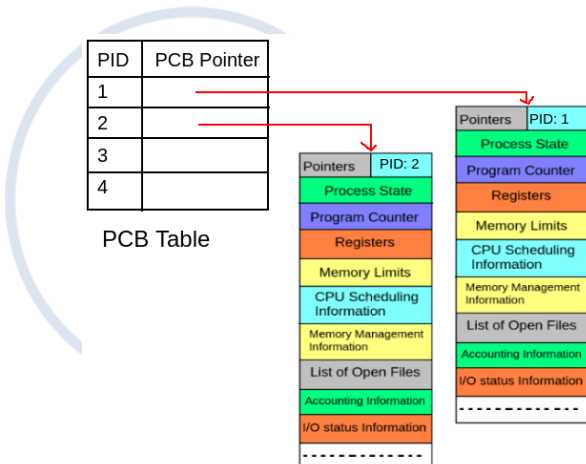 PID PCB Pointer
1
2
3
4
PCB Table
Pointers PID: 2
Process State
Program Counter
Registers
Memory Limits
CPU Scheduling
Information
Memory Management
Information
List of Open Files
Accounting Information
I/O status Information
Pointers PID: 1
Process State
Program Counter
Registers
Memory Limits
CPU Scheduling
Information
Memory Management
Information
List of Open Files
Accounting Information
I/O status Information